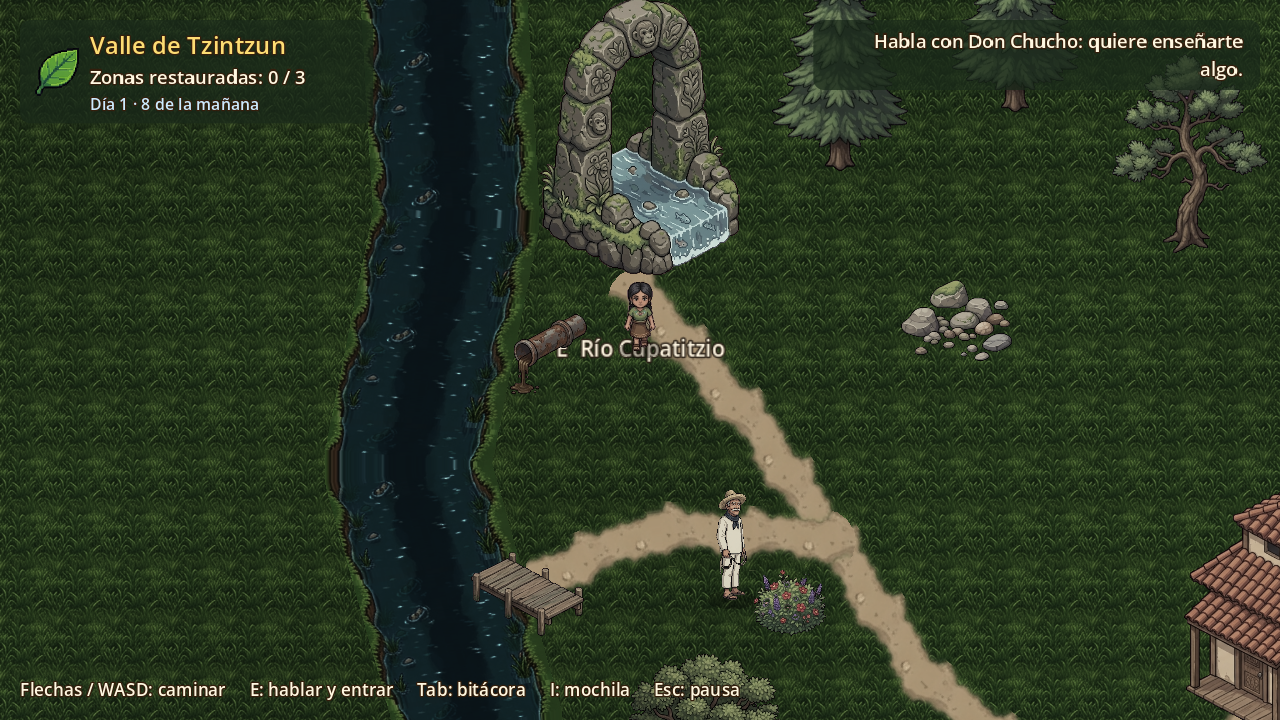 Valle de Tzintzun
Zonas restauradas: 0 / 3
Día 1 · 8 de la mañana
Habla con Don Chucho: quiere enseñarte
algo.
E Río Cupatitzio
Flechas / WASD: caminar E: hablar y entrar Tab: bitácora I: mochila Esc: pausa